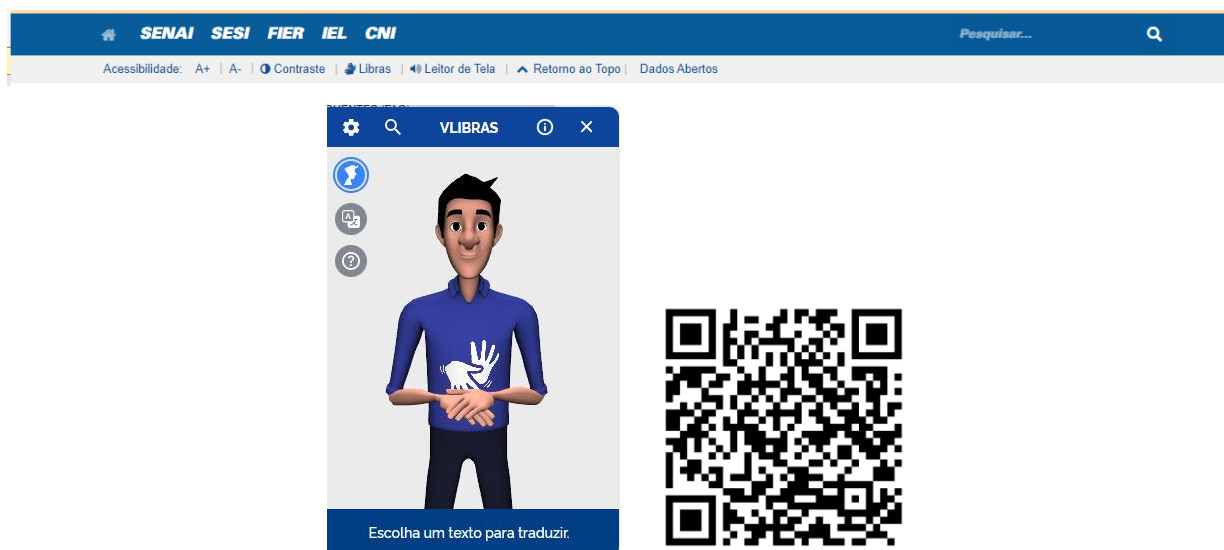 SENAI SESI FIER IEL CNI Pesquisar...
Acessibilidade: A+ | A- | Contraste | Libras | Leitor de Tela | Retorno ao Topo | Dados Abertos
VLIBRAS
Escolha um texto para traduzir.